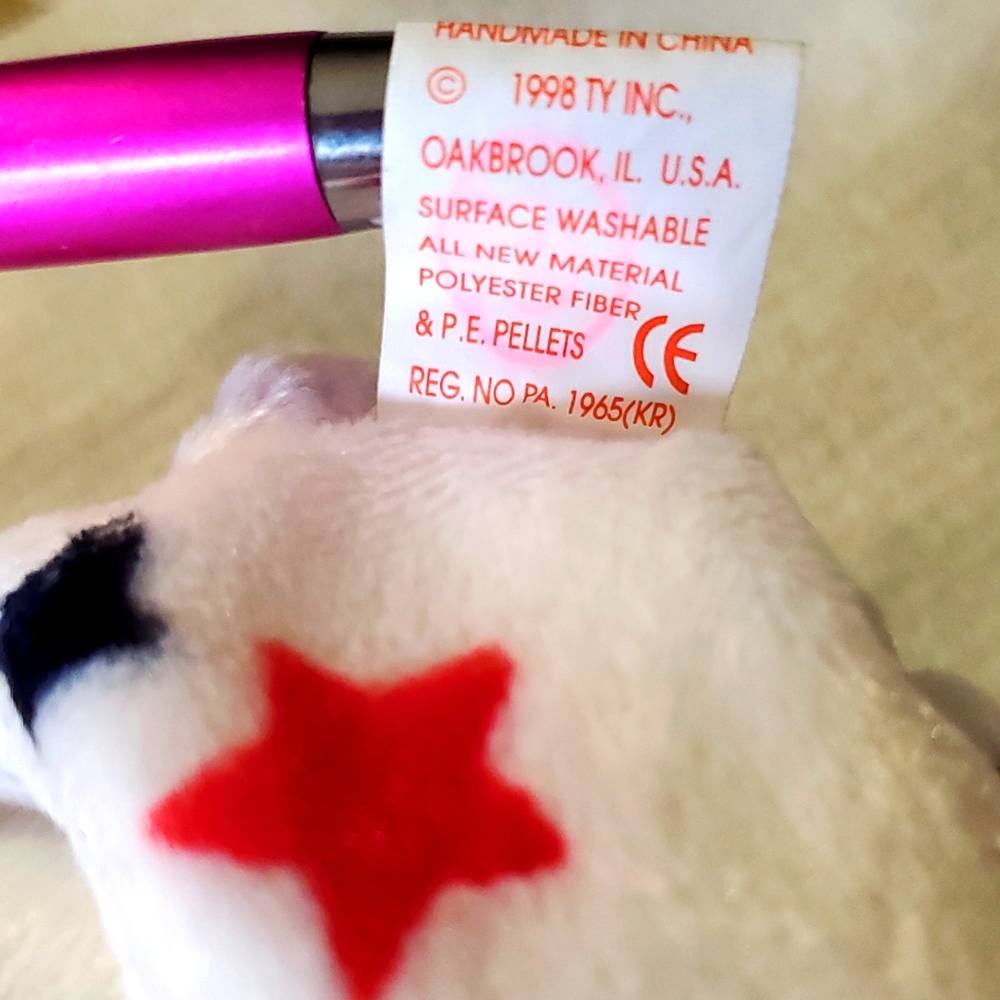 HANDMADE IN CHINA
© 1998 TY INC.,
OAKBROOK, IL. U.S.A.
SURFACE WASHABLE
ALL NEW MATERIAL
POLYESTER FIBER
& P.E. PELLETS CE
REG. NO PA. 1965(KR)